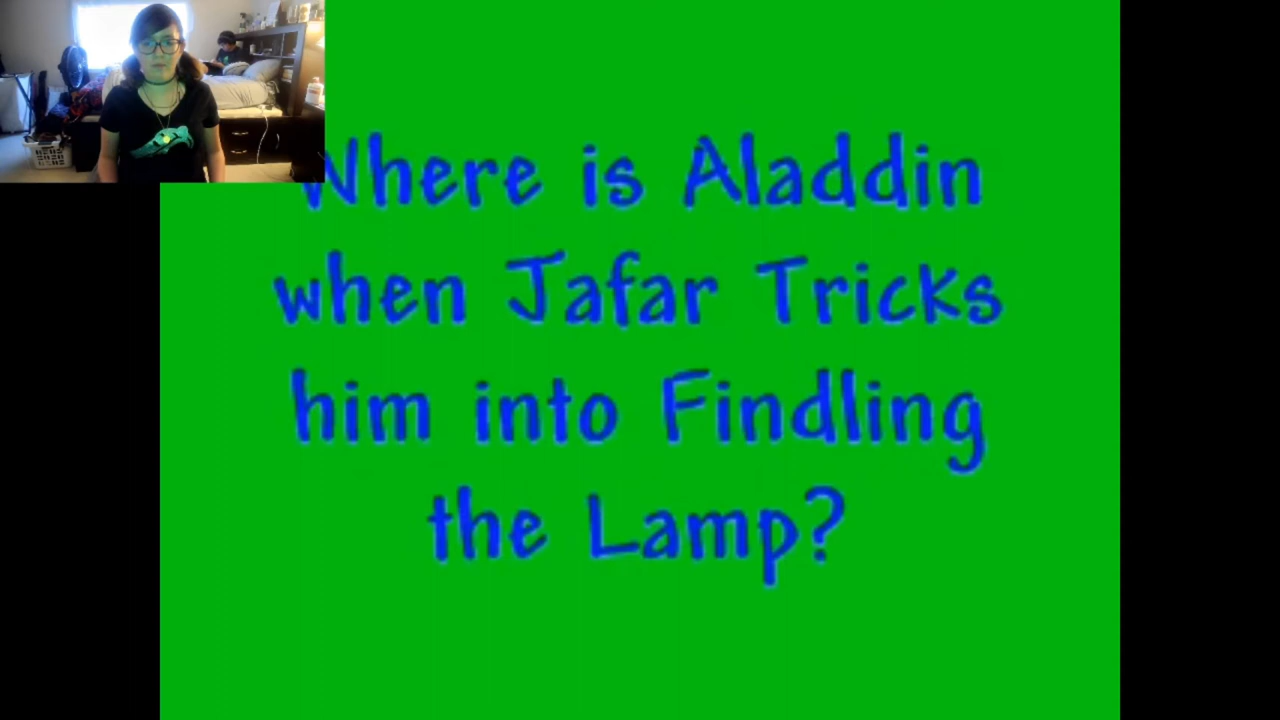 Where is Aladdin
when Jafar Tricks
him into Findling
the Lamp?